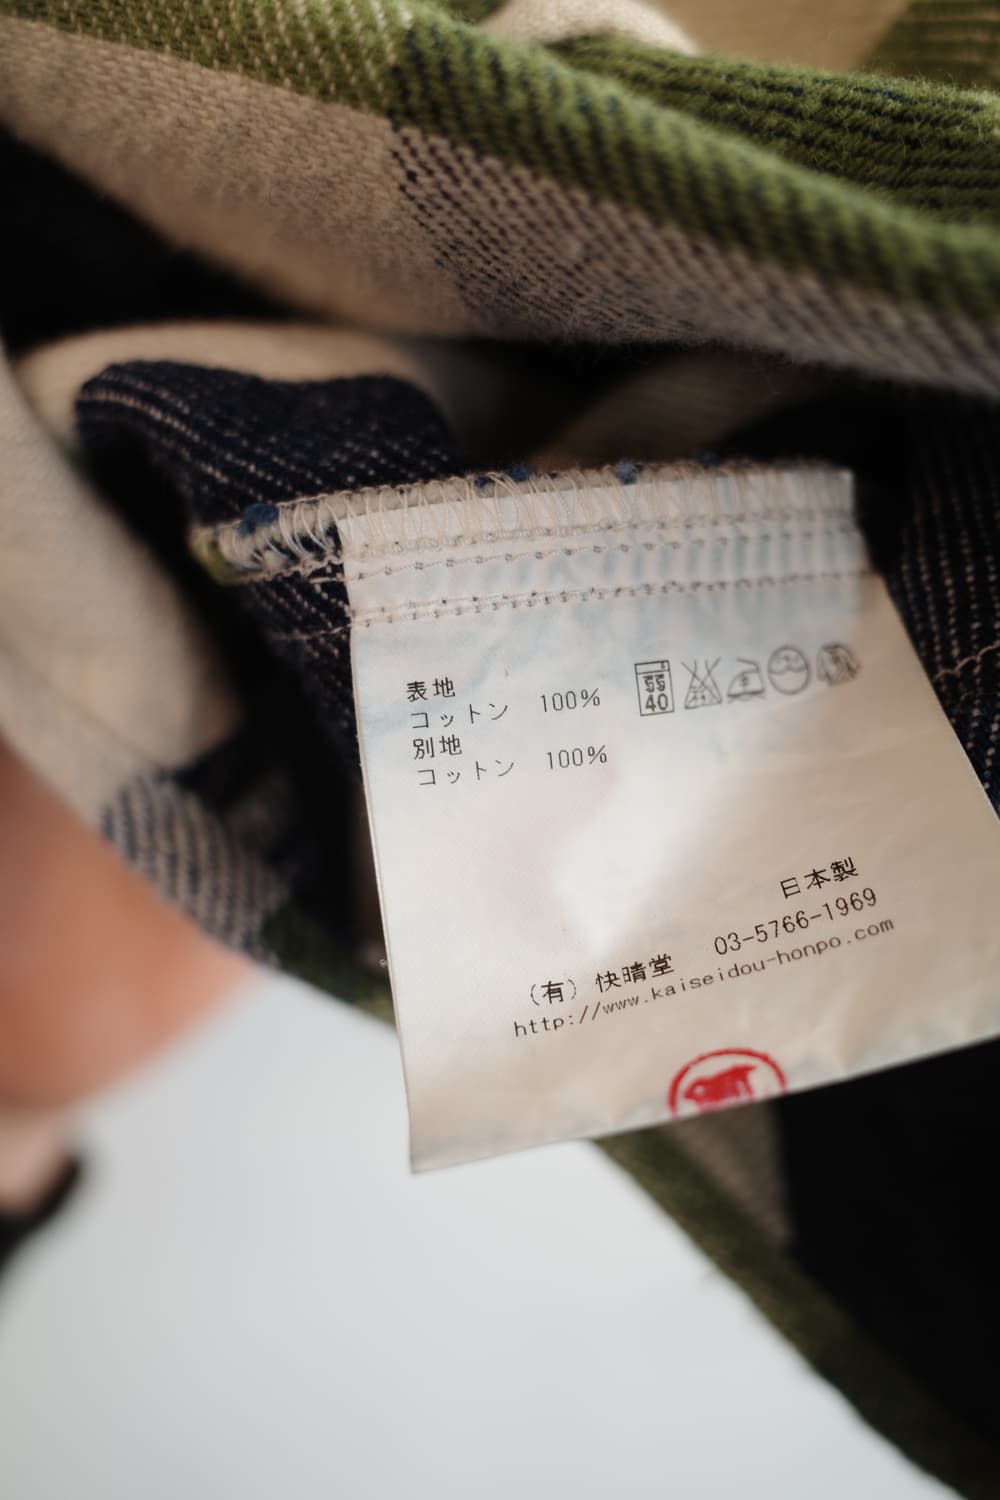 表地
コットン 100%
別地
コットン 100%
40
日本製
(有) 快晴堂 03-5766-1969
http://www.kaiseidou-honpo.com